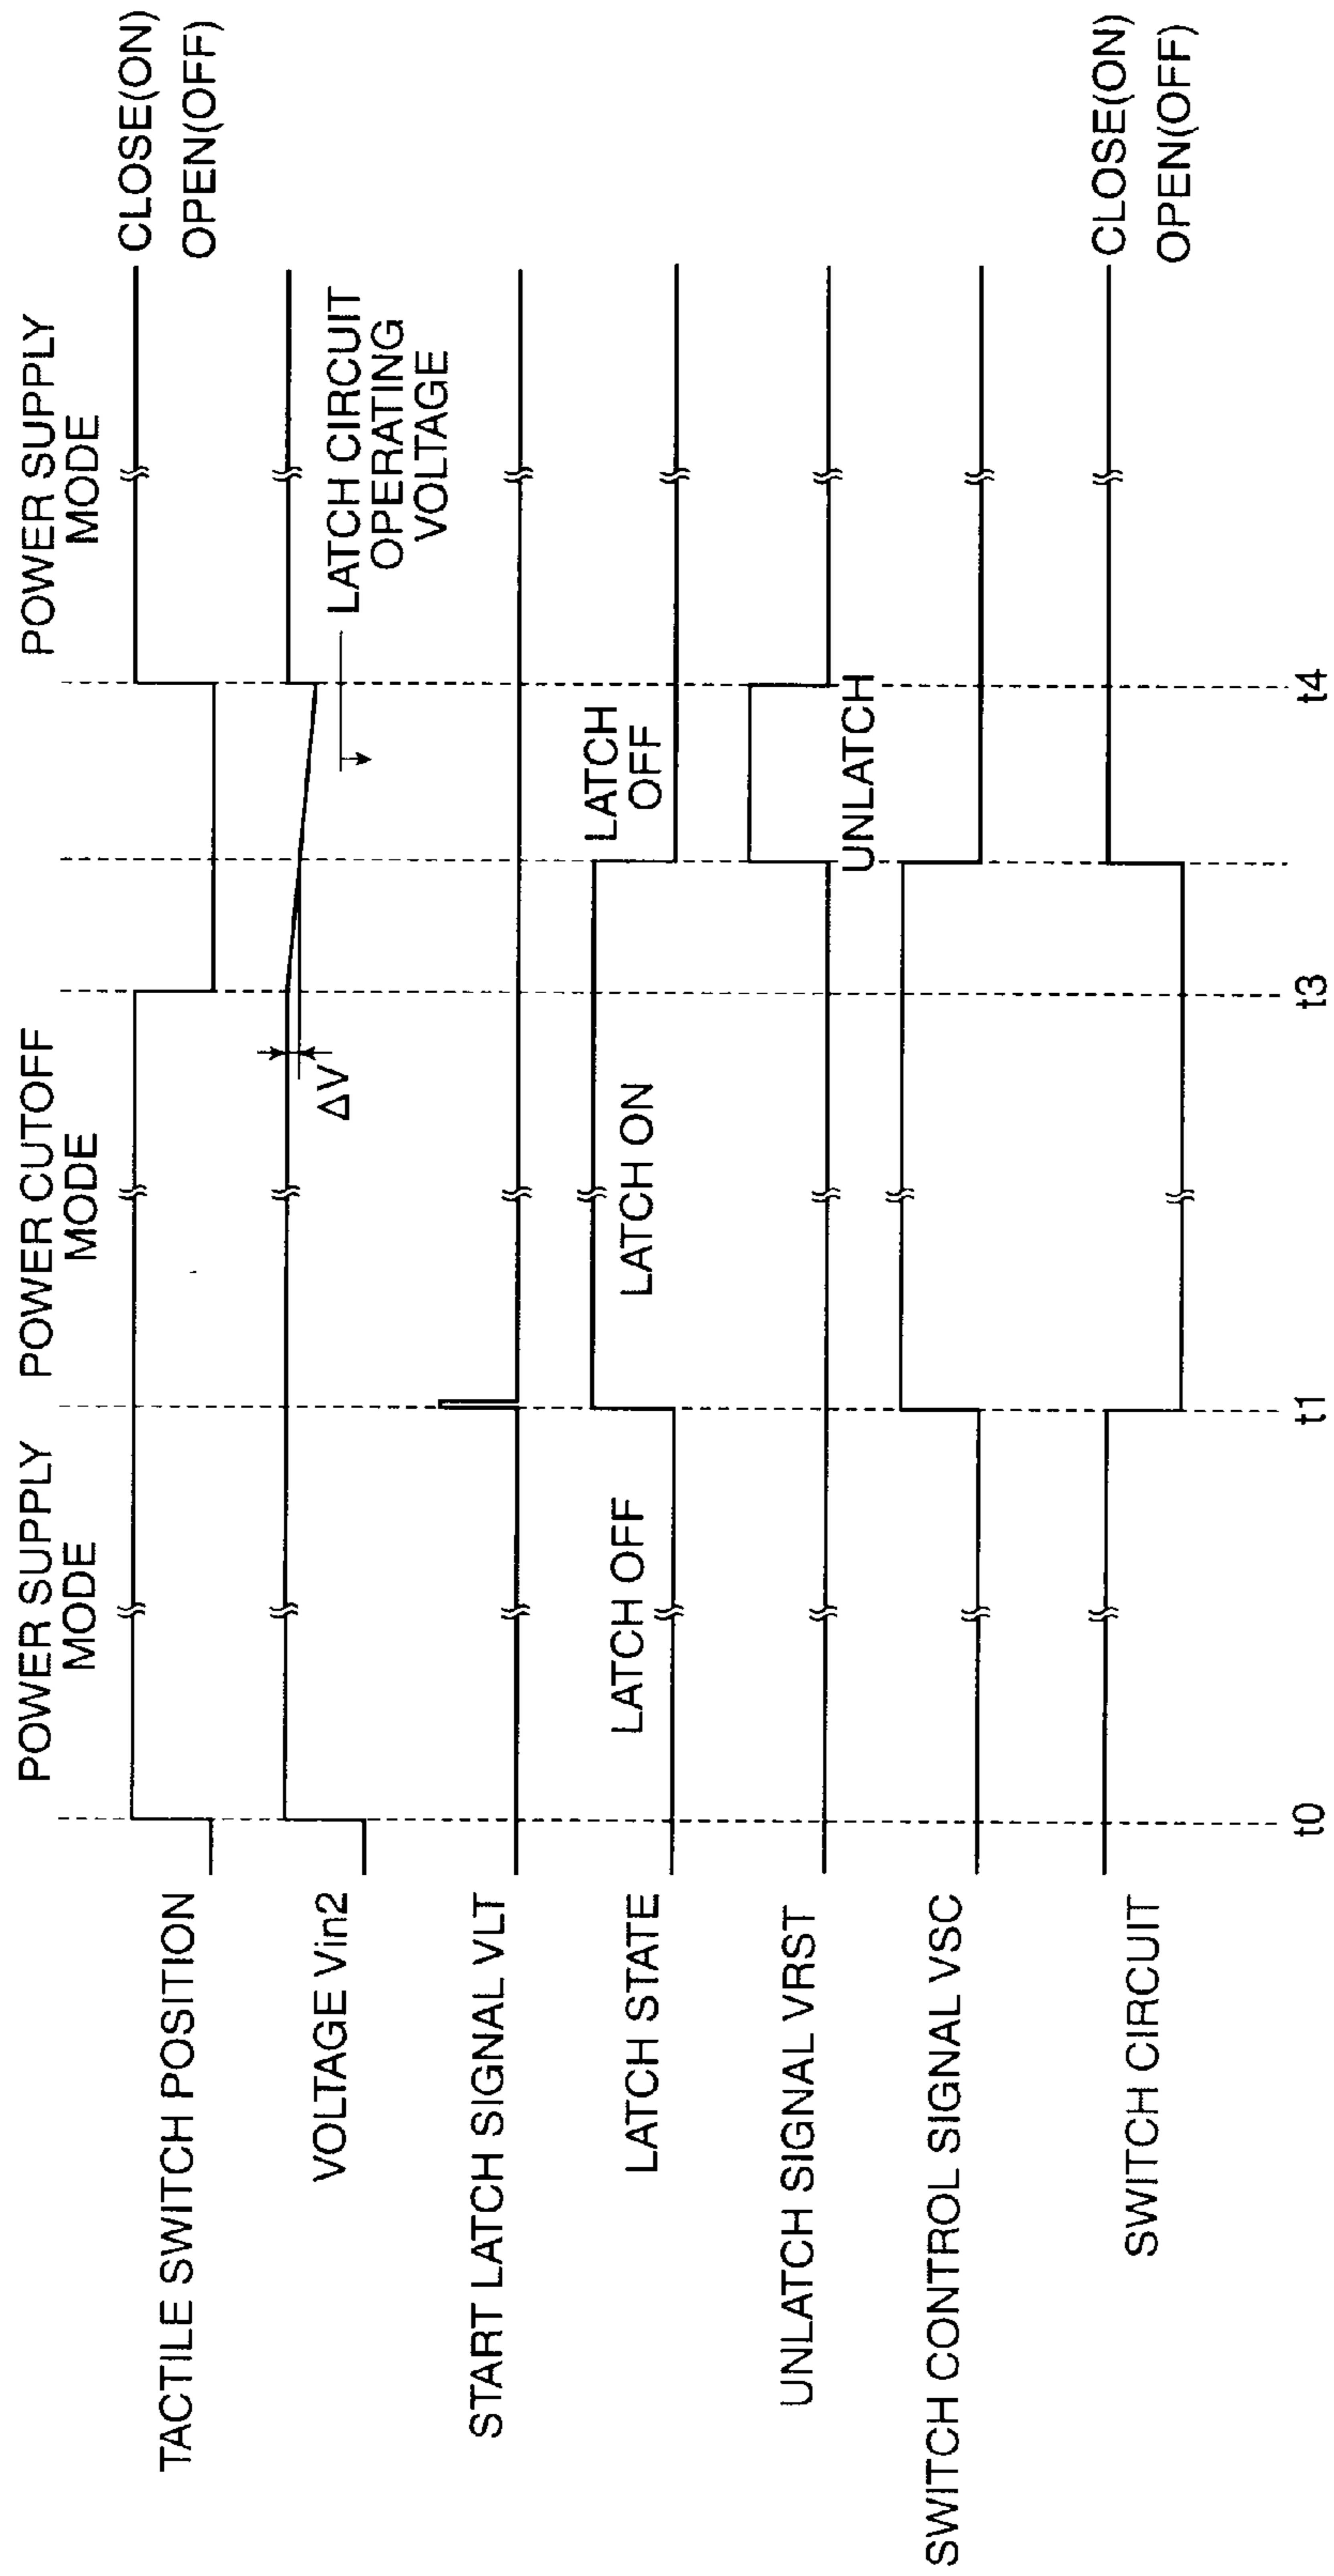 POWER SUPPLY
MODE
POWER CUTOFF
MODE
POWER SUPPLY
MODE
TACTILE SWITCH POSITION
CLOSE(ON)
OPEN(OFF)
VOLTAGE Vin2
ΔV
LATCH CIRCUIT
OPERATING
VOLTAGE
START LATCH SIGNAL VLT
LATCH STATE
LATCH OFF
LATCH ON
LATCH
OFF
UNLATCH SIGNAL VRST
UNLATCH
SWITCH CONTROL SIGNAL VSC
SWITCH CIRCUIT
CLOSE(ON)
OPEN(OFF)
t0
t1
t3
t4